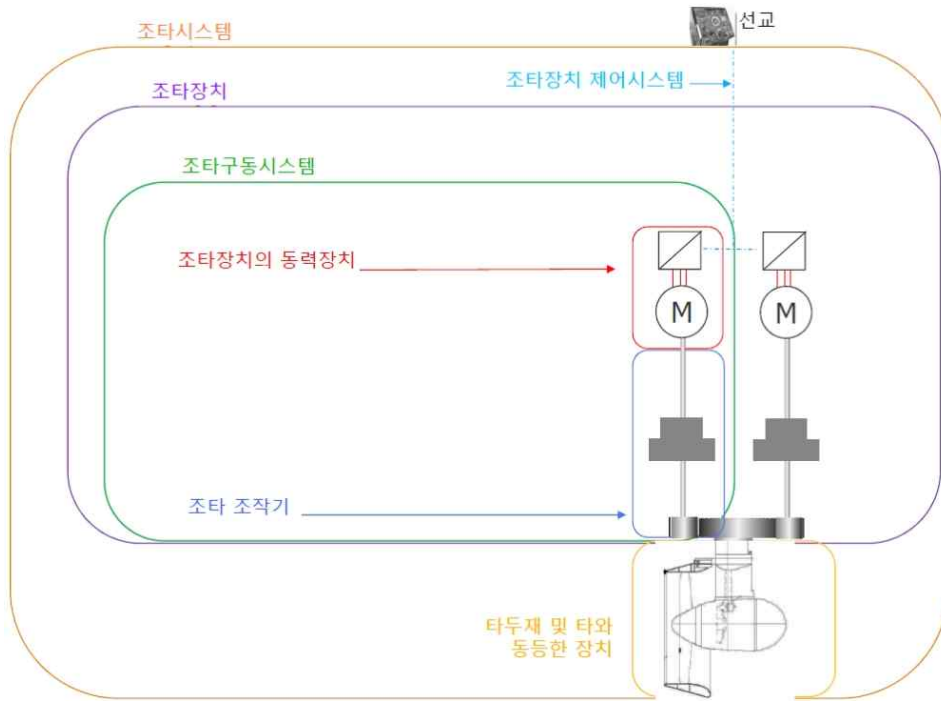 조타시스템
선교
조타장치 제어시스템
조타장치
조타구동시스템
조타장치의 동력장치
M
M
조타 조작기
타두재 및 타와
동등한 장치